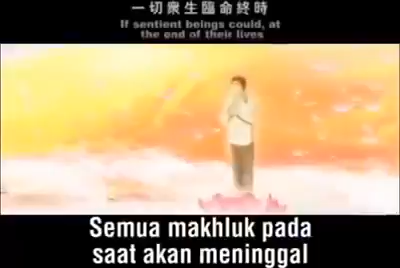 一切衆生臨命終時
If sentient beings could, at
the end of their lives
Semua makhluk pada
saat akan meninggal